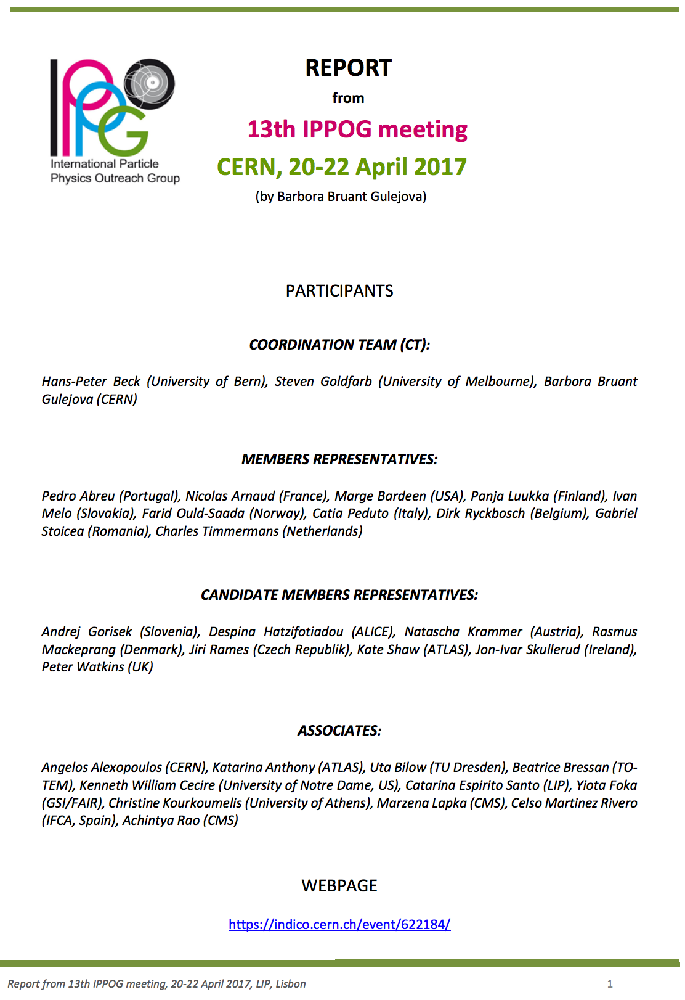 IPPOG
International Particle
Physics Outreach Group
REPORT
from
13th IPPOG meeting
CERN, 20-22 April 2017
(by Barbora Bruant Gulejova)
PARTICIPANTS
COORDINATION TEAM (CT):
Hans-Peter Beck (University of Bern), Steven Goldfarb (University of Melbourne), Barbora Bruant
Gulejova (CERN)
MEMBERS REPRESENTATIVES:
Pedro Abreu (Portugal), Nicolas Arnaud (France), Marge Bardeen (USA), Panja Luukka (Finland), Ivan
Melo (Slovakia), Farid Ould-Saada (Norway), Catia Peduto (Italy), Dirk Ryckbosch (Belgium), Gabriel
Stoicea (Romania), Charles Timmermans (Netherlands)
CANDIDATE MEMBERS REPRESENTATIVES:
Andrej Gorisek (Slovenia), Despina Hatzifotiadou (ALICE), Natascha Krammer (Austria), Rasmus
Mackeprang (Denmark), Jiri Rames (Czech Republik), Kate Shaw (ATLAS), Jon-Ivar Skullerud (Ireland),
Peter Watkins (UK)
ASSOCIATES:
Angelos Alexopoulos (CERN), Katarina Anthony (ATLAS), Uta Bilow (TU Dresden), Beatrice Bressan (TO-
TEM), Kenneth William Cecire (University of Notre Dame, US), Catarina Espirito Santo (LIP), Yiota Foka
(GSI/FAIR), Christine Kourkoumelis (University of Athens), Marzena Lapka (CMS), Celso Martinez Rivero
(IFCA, Spain), Achintya Rao (CMS)
WEBPAGE
https://indico.cern.ch/event/622184/
Report from 13th IPPOG meeting, 20-22 April 2017, LIP, Lisbon 1